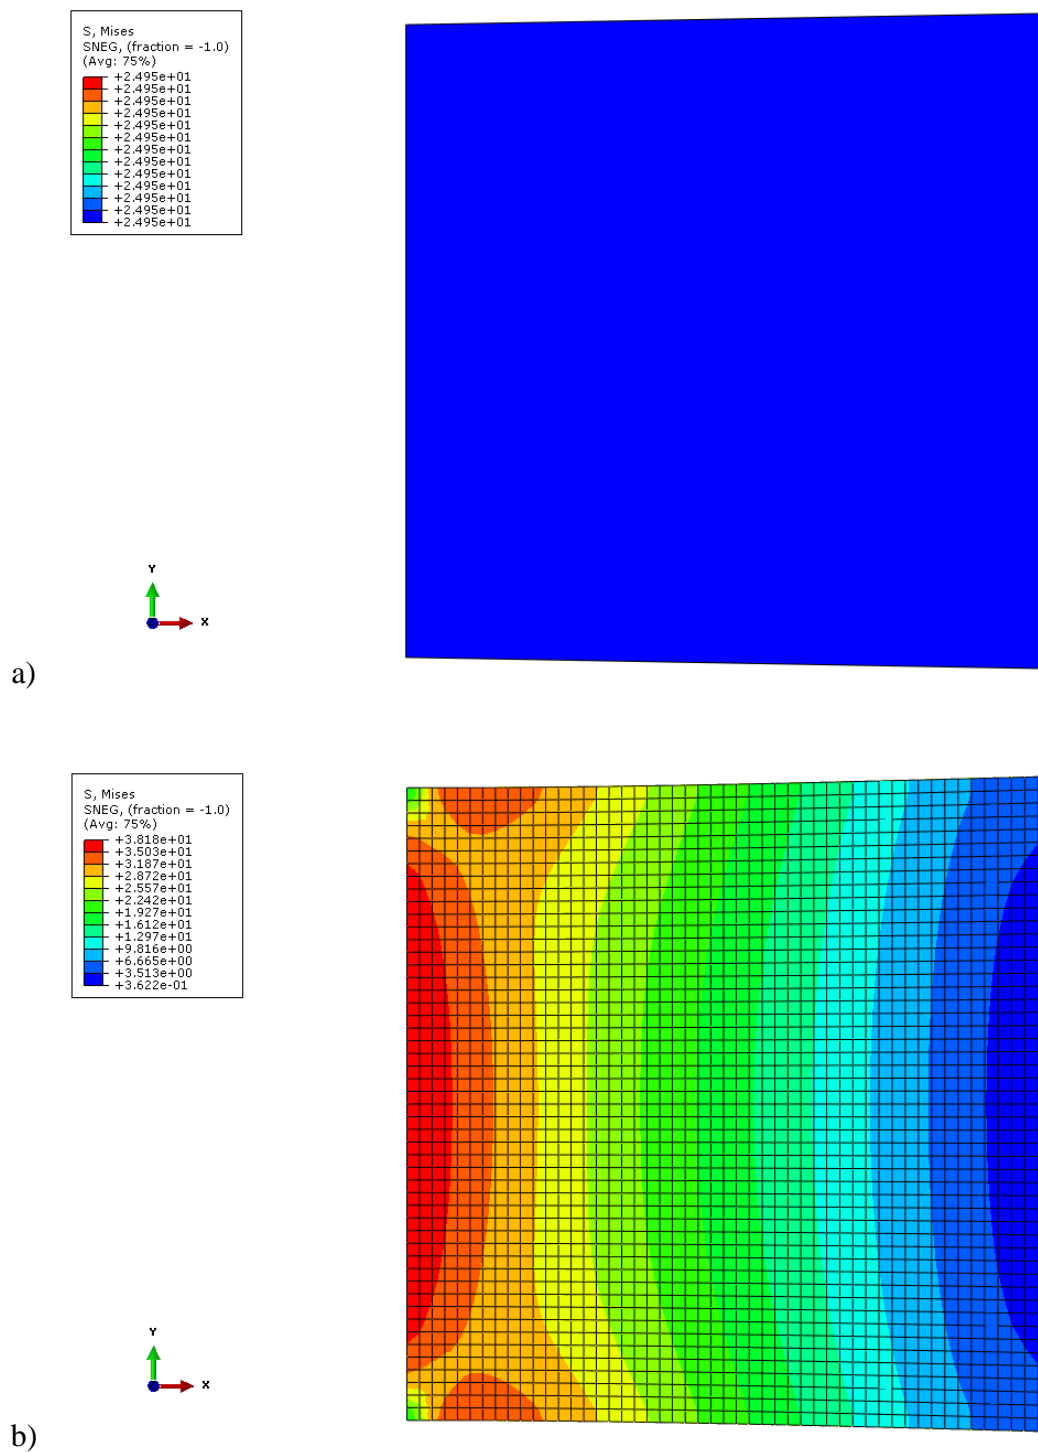 S, Mises
SNEG, (fraction = -1.0)
(Avg: 75%)
+2.495e+01
+2.495e+01
+2.495e+01
+2.495e+01
+2.495e+01
+2.495e+01
+2.495e+01
+2.495e+01
+2.495e+01
+2.495e+01
+2.495e+01
+2.495e+01
+2.495e+01
Y
X
a)
S, Mises
SNEG, (fraction = -1.0)
(Avg: 75%)
+3.818e+01
+3.503e+01
+3.187e+01
+2.872e+01
+2.557e+01
+2.242e+01
+1.927e+01
+1.612e+01
+1.297e+01
+9.816e+00
+6.665e+00
+3.513e+00
+3.622e-01
Y
X
b)